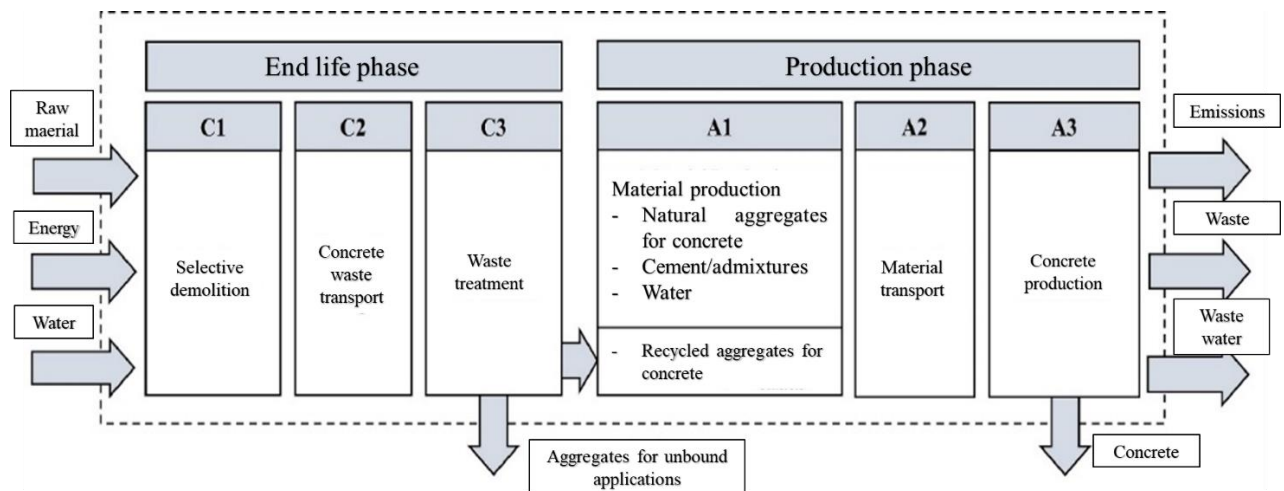 End life phase
Production phase
Raw
maerial
Energy
Water
C1
Selective
demolition
C2
Concrete
waste
transport
C3
Waste
treatment
A1
Material production
- Natural aggregates
for concrete
- Cement/admixtures
- Water
- Recycled aggregates for
concrete
A2
Material
transport
A3
Concrete
production
Emissions
Waste
Waste
water
Aggregates for unbound
applications
Concrete